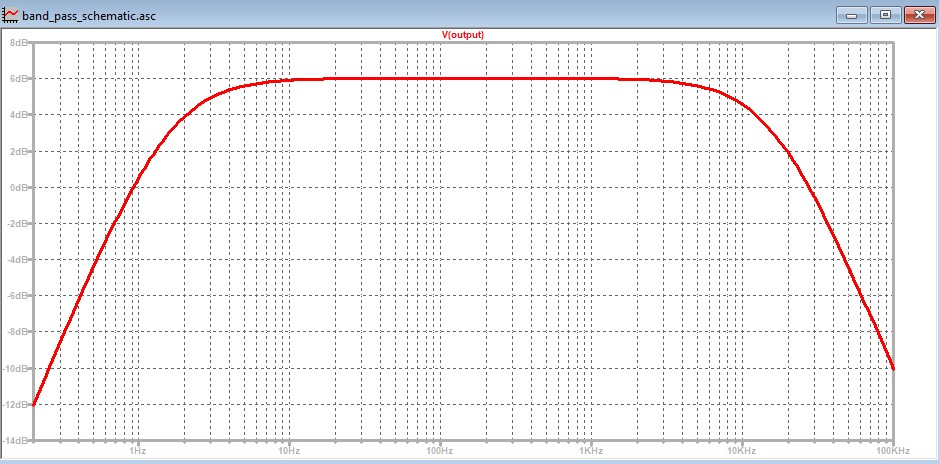 band_pass_schematic.asc
V(output)
8dB
6dB
4dB
2dB
0dB
-2dB
-4dB
-6dB
-8dB
-10dB
-12dB
-14dB
1Hz 10Hz 100Hz 1KHz 10KHz 100KHz